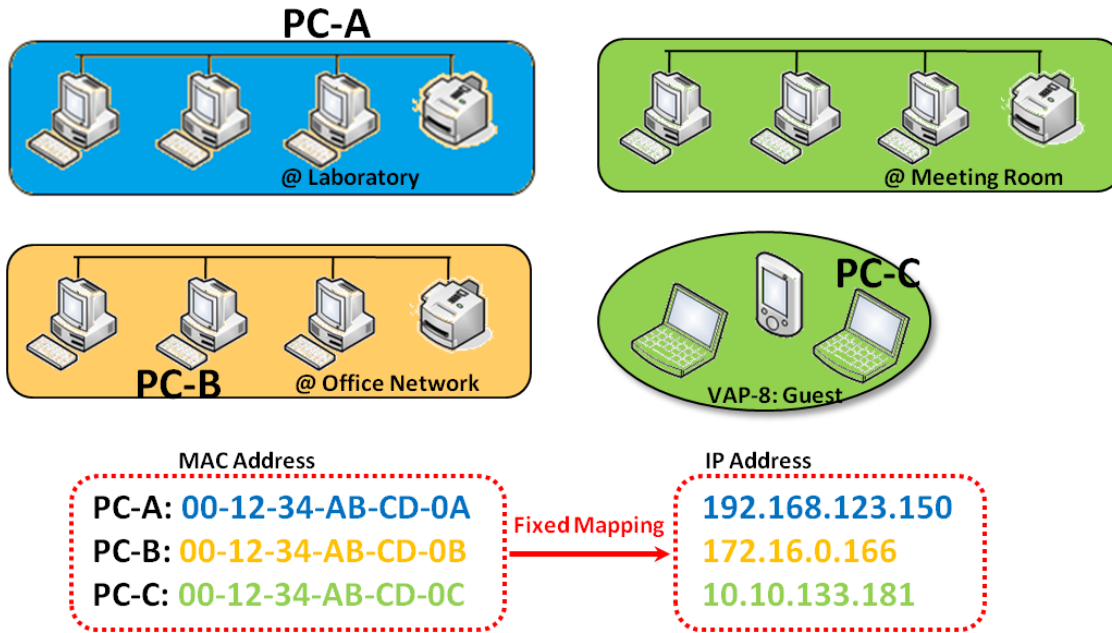 PC-A
@ Laboratory
@ Meeting Room
PC-B
@ Office Network
PC-C
VAP-8: Guest
MAC Address
PC-A: 00-12-34-AB-CD-0A
PC-B: 00-12-34-AB-CD-0B
PC-C: 00-12-34-AB-CD-0C
Fixed Mapping
IP Address
192.168.123.150
172.16.0.166
10.10.133.181